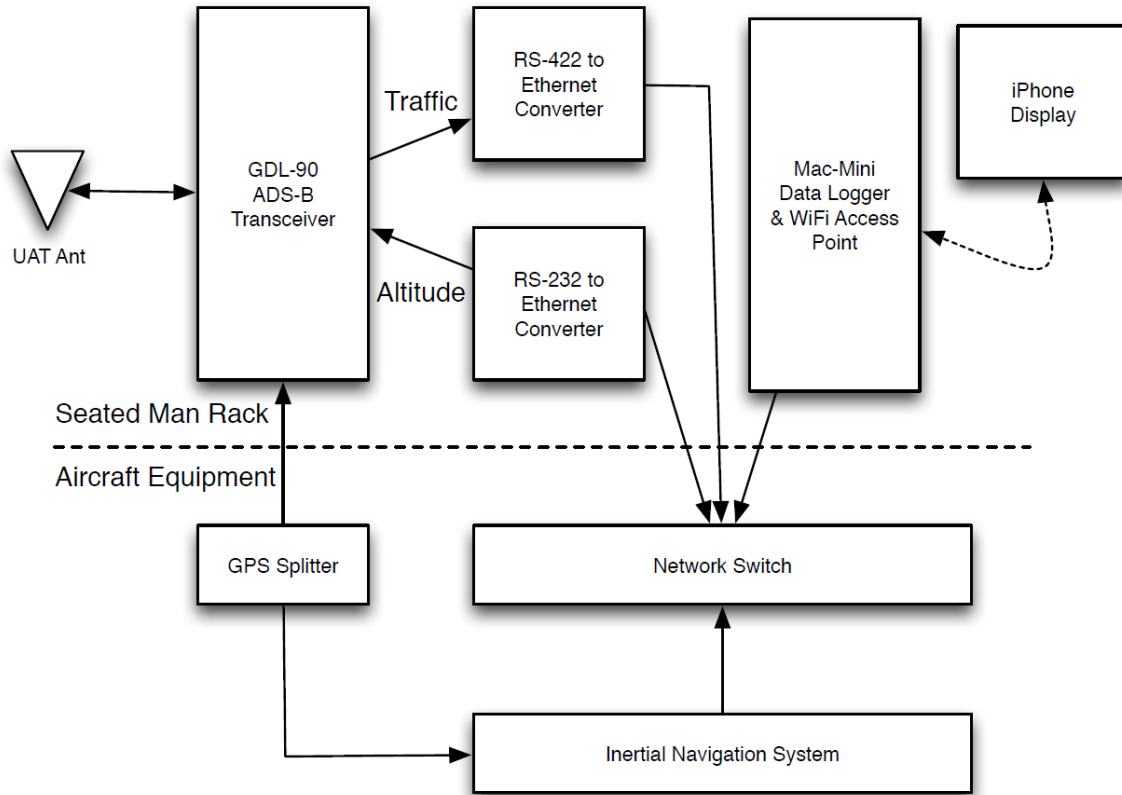 RS-422 to
Ethernet
Converter
iPhone
Display
Traffic
GDL-90
ADS-B
Transceiver
Mac-Mini
Data Logger
& WiFi Access
Point
UAT Ant
Altitude
RS-232 to
Ethernet
Converter
Seated Man Rack
Aircraft Equipment
GPS Splitter
Network Switch
Inertial Navigation System